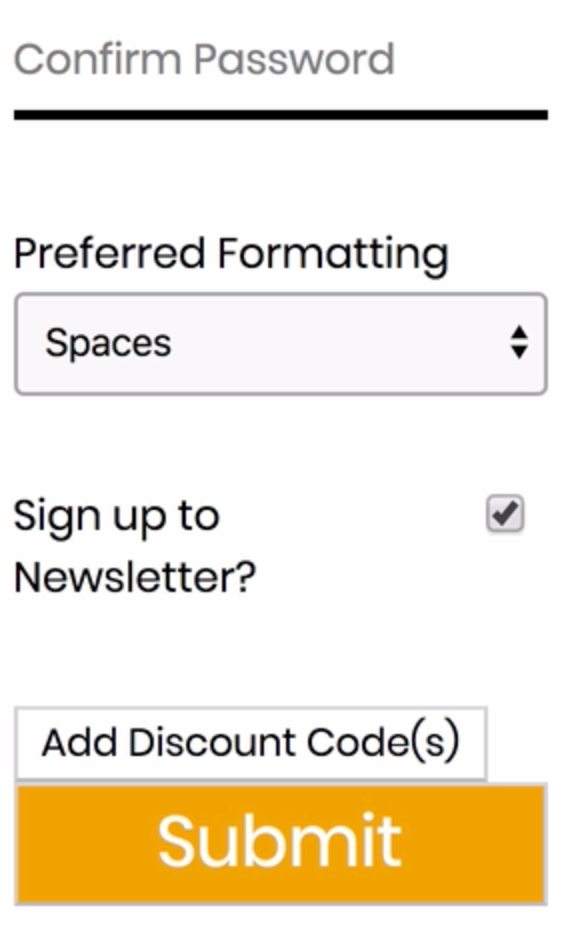 Confirm Password
Preferred Formatting
Spaces
Sign up to
Newsletter?
Add Discount Code(s)
Submit